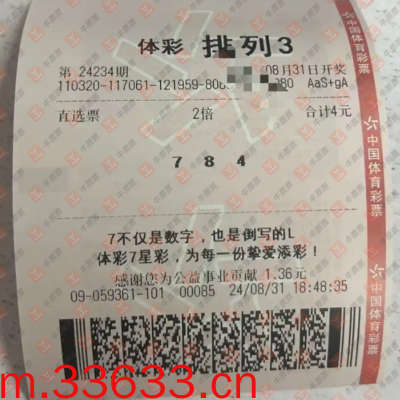 体彩 排列3
第 24234期 08月31日开奖
110320-117061-121959-80 80 AaS+gA
直选票 2倍 合计4元
7 8 4
7不仅是数字，也是倒写的L
体彩7星彩，为每一份挚爱添彩！
感谢您为公益事业贡献 1.36元
09-059361-101 00085 24/08/31 18:48:35
中国体育彩票
中国体育彩票
中国体育彩票
m.33633.cn